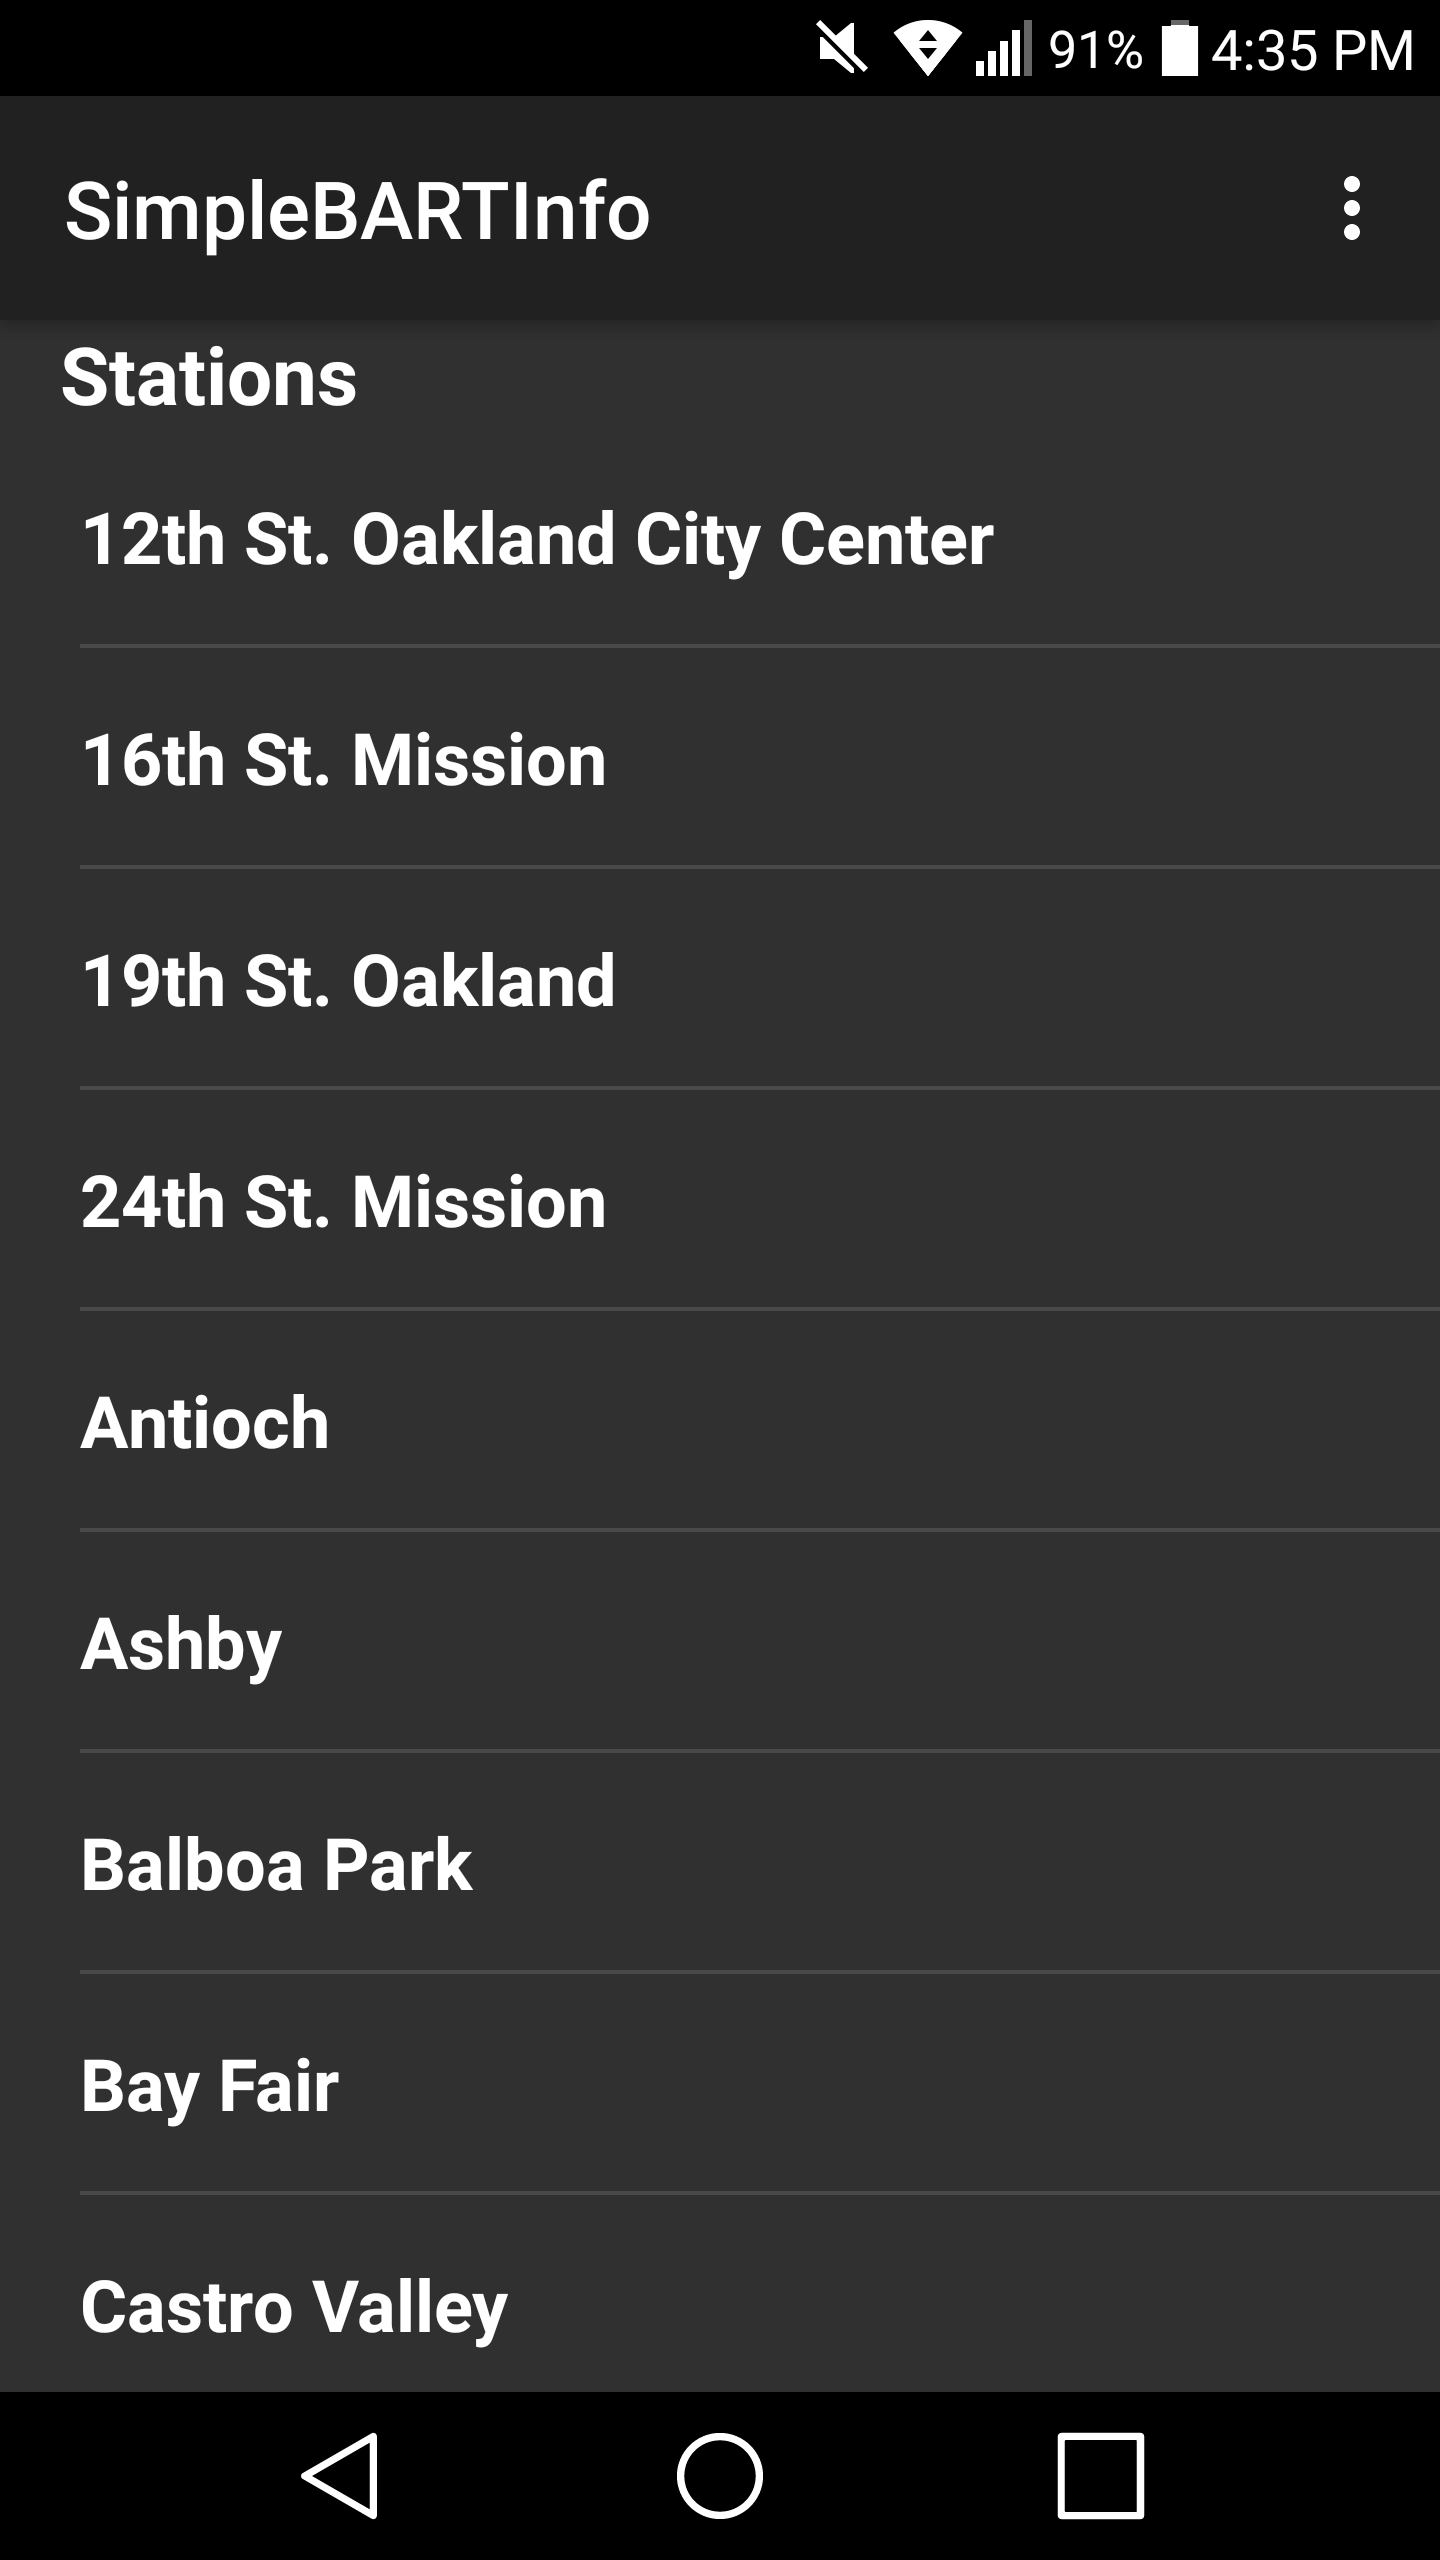 91% 4:35 PM
SimpleBARTInfo
Stations
12th St. Oakland City Center
16th St. Mission
19th St. Oakland
24th St. Mission
Antioch
Ashby
Balboa Park
Bay Fair
Castro Valley